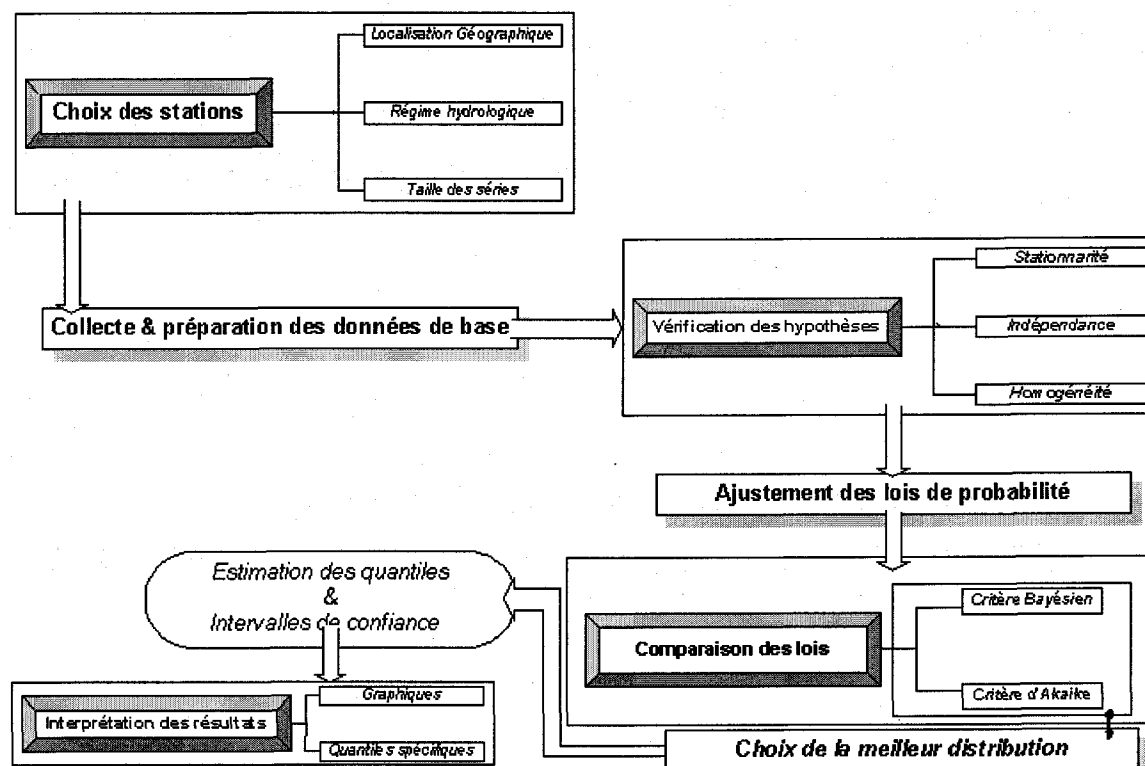 Localisation Géographique
Choix des stations
Régime hydrologique
Taille des séries
Collecte & préparation des données de base
Stationnarité
Vérification des hypothèses
Indépendance
Homogénéité
Ajustement des lois de probabilité
Estimation des quantiles
&
Intervalles de confiance
Critère Bayésien
Comparaison des lois
Critère d'Akaike
Graphiques
Interprétation des résultats
Quantiles spécifiques
Choix de la meilleur distribution